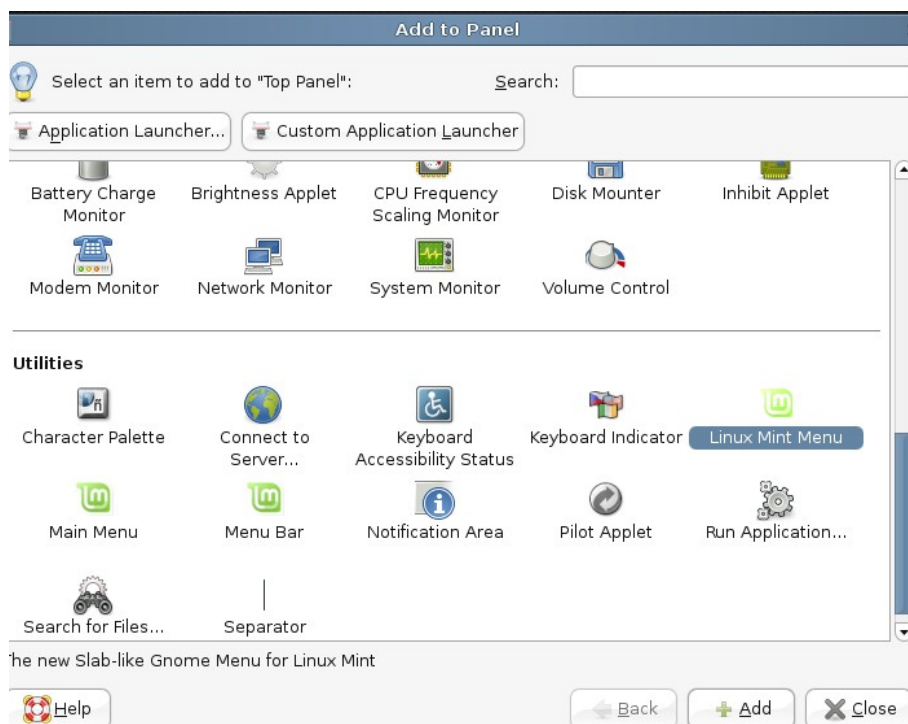 Add to Panel
Select an item to add to "Top Panel":
Search:
Application Launcher...
Custom Application Launcher
Battery Charge
Monitor
Brightness Applet
CPU Frequency
Scaling Monitor
Disk Mounter
Inhibit Applet
Modem Monitor
Network Monitor
System Monitor
Volume Control
Utilities
Character Palette
Connect to
Server...
Keyboard
Accessibility Status
Keyboard Indicator
Linux Mint Menu
Main Menu
Menu Bar
Notification Area
Pilot Applet
Run Application...
Search for Files...
Separator
The new Slab-like Gnome Menu for Linux Mint
Help
Back
Add
Close